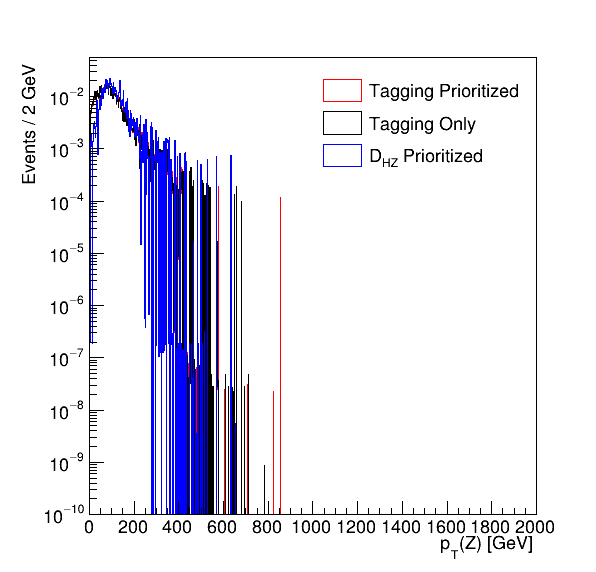 Events / 2 GeV
10−2
10−3
10−4
10−5
10−6
10−7
10−8
10−9
10−10
Tagging Prioritized
Tagging Only
DHZ Prioritized
0 200 400 600 800 1000 1200 1400 1600 1800 2000
pT(Z) [GeV]